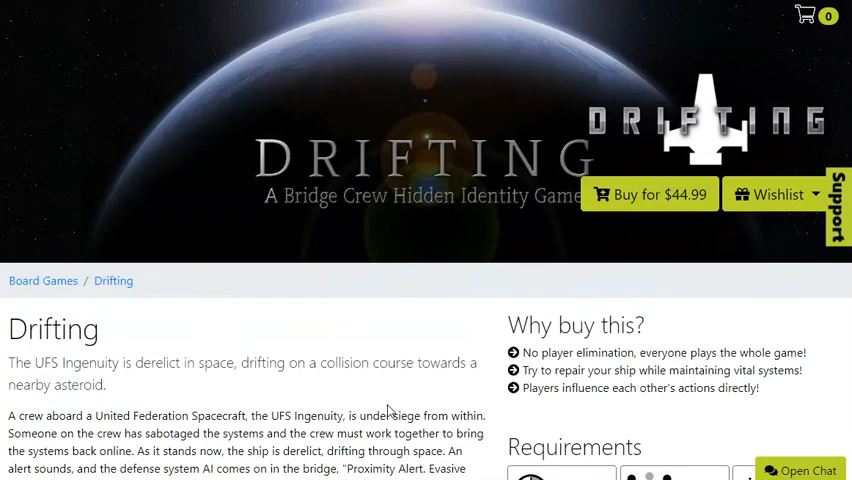 0
DRIFTING
DRIFTING
A Bridge Crew Hidden Identity Game
Buy for $44.99
Wishlist
Support
Board Games / Drifting
Drifting
The UFS Ingenuity is derelict in space, drifting on a collision course towards a
nearby asteroid.
A crew aboard a United Federation Spacecraft, the UFS Ingenuity, is under siege from within.
Someone on the crew has sabotaged the systems and the crew must work together to bring
the systems back online. As it stands now, the ship is derelict, drifting through space. An
alert sounds, and the defense system AI comes on in the bridge, “Proximity Alert. Evasive
Why buy this?
No player elimination, everyone plays the whole game!
Try to repair your ship while maintaining vital systems!
Players influence each other's actions directly!
Requirements
Open Chat